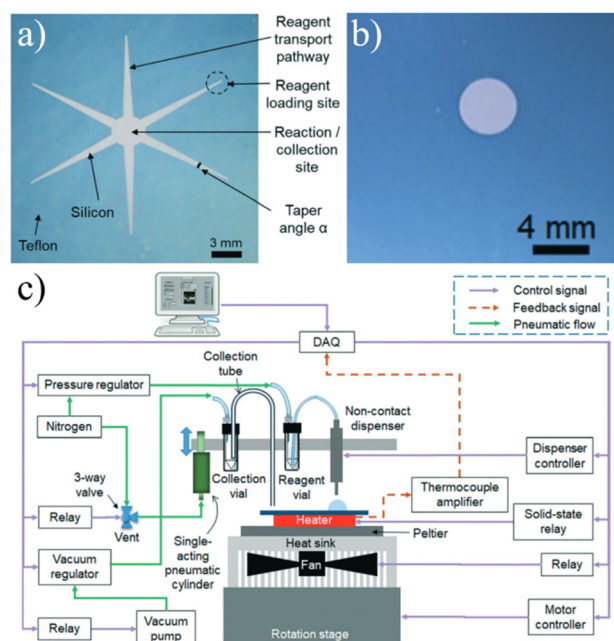 a)
Reagent
transport
pathway
Reagent
loading site
Reaction /
collection
site
Silicon
Taper
angle α
Teflon
3 mm
b)
4 mm
c)
Control signal
Feedback signal
Pneumatic flow
DAQ
Collection
tube
Pressure regulator
Non-contact
dispenser
Nitrogen
Dispenser
controller
3-way
valve
Collection
vial
Reagent
vial
Thermocouple
amplifier
Relay
Vent
Heater
Solid-state
relay
Peltier
Single-
acting
pneumatic
cylinder
Heat sink
Vacuum
regulator
Fan
Relay
Relay
Vacuum
pump
Motor
controller
Rotation stage